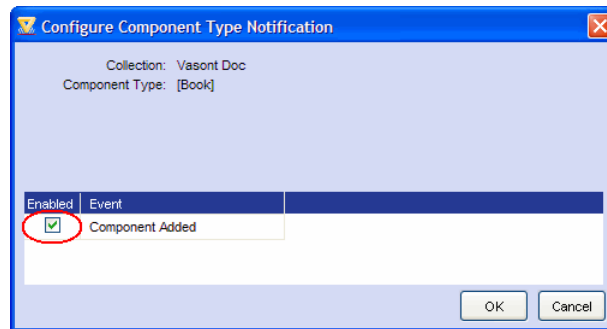 Configure Component Type Notification
Collection: Vasont Doc
Component Type: [Book]
Enabled Event
Component Added
OK Cancel